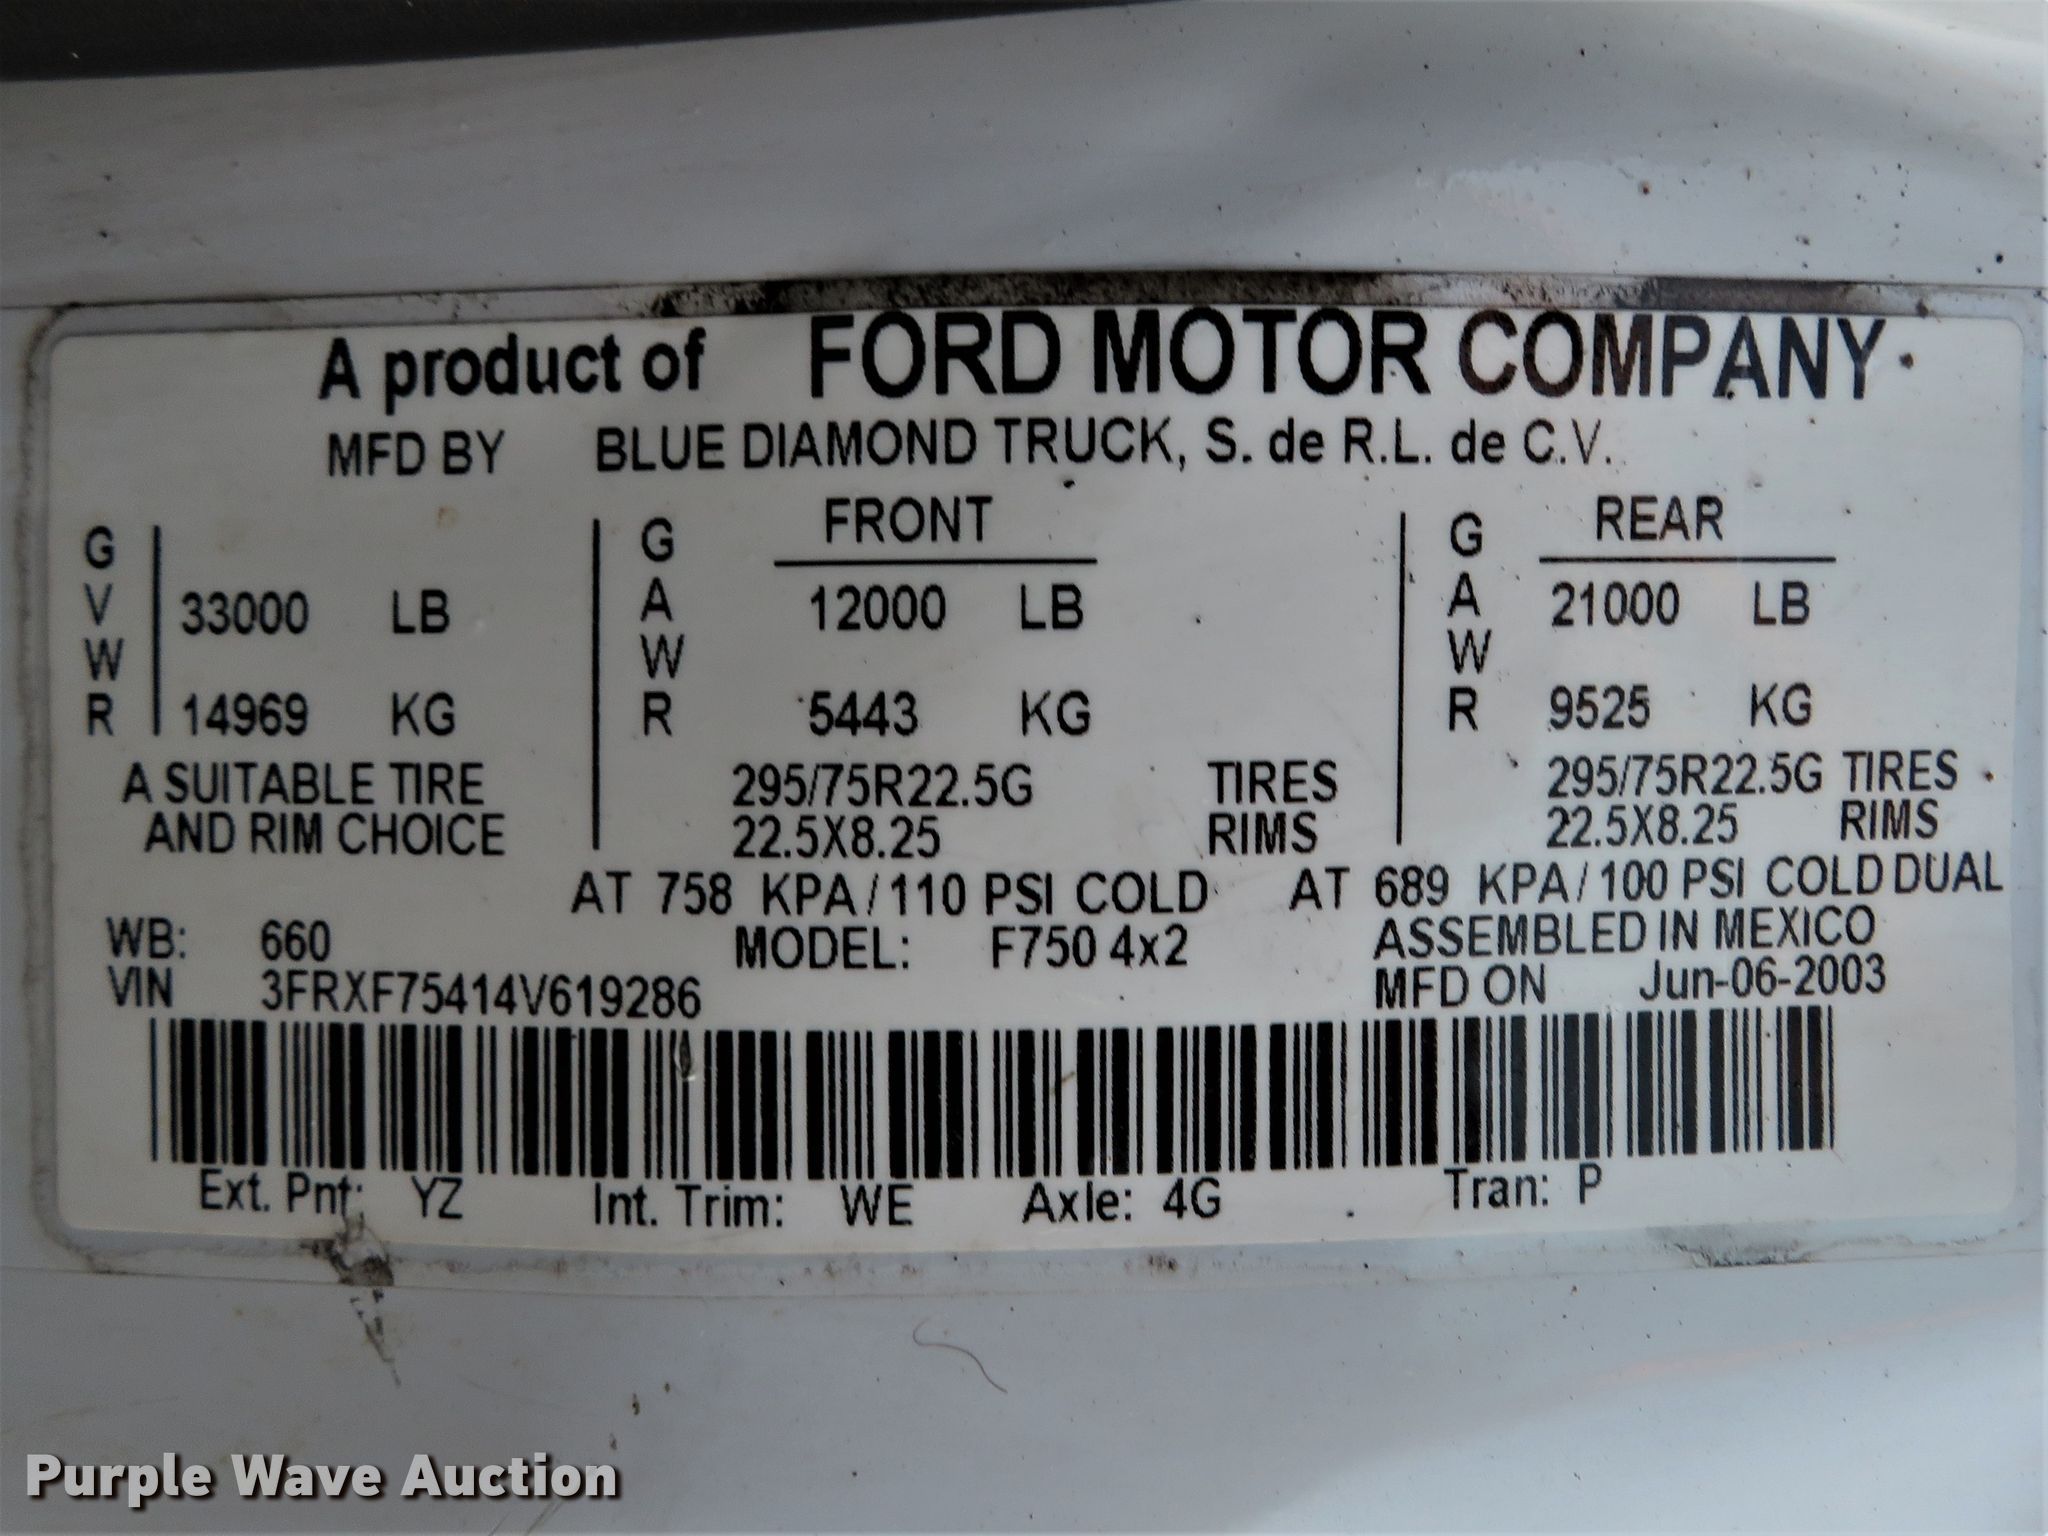 A product of FORD MOTOR COMPANY
MFD BY BLUE DIAMOND TRUCK, S. de R.L. de C.V.
GVWR 33000 LB 14969 KG
GAWR FRONT 12000 LB 5443 KG
GAWR REAR 21000 LB 9525 KG
A SUITABLE TIRE 295/75R22.5G TIRES 295/75R22.5G TIRES
AND RIM CHOICE 22.5X8.25 RIMS 22.5X8.25 RIMS
AT 758 KPA/110 PSI COLD AT 689 KPA/100 PSI COLD DUAL
WB: 660 MODEL: F750 4x2 ASSEMBLED IN MEXICO
VIN 3FRXF75414V619286 MFD ON Jun-06-2003
Ext. Pnt: YZ Int. Trim: WE Axle: 4G Tran: P
Purple Wave Auction